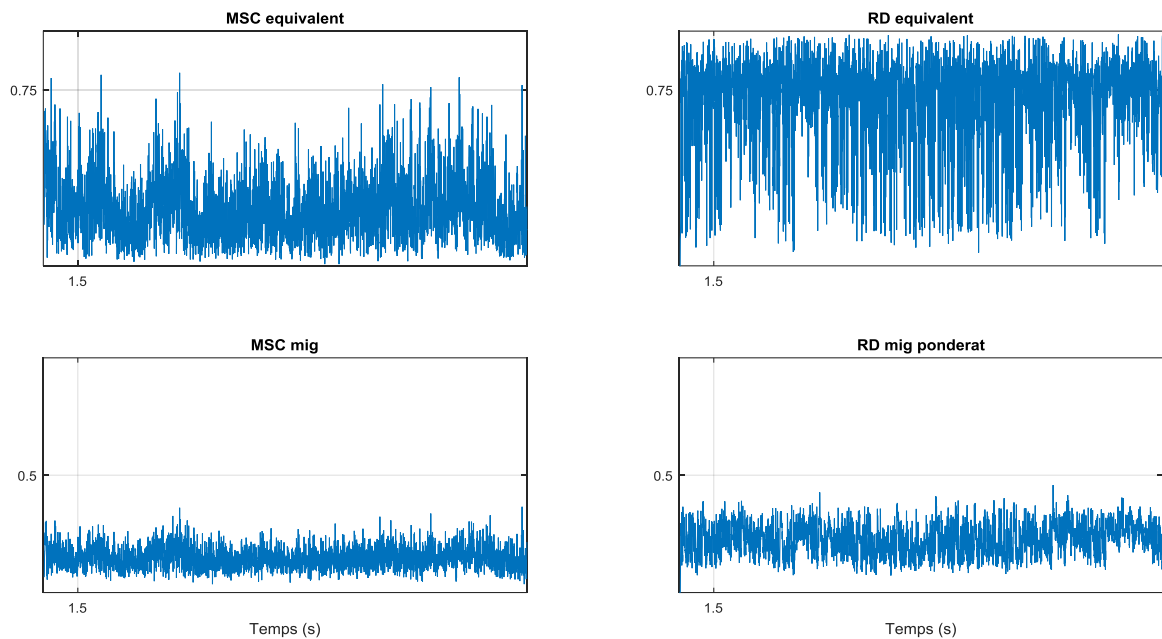 MSC equivalent
0.75
1.5
RD equivalent
0.75
1.5
MSC mig
0.5
1.5
Temps (s)
RD mig ponderat
0.5
1.5
Temps (s)